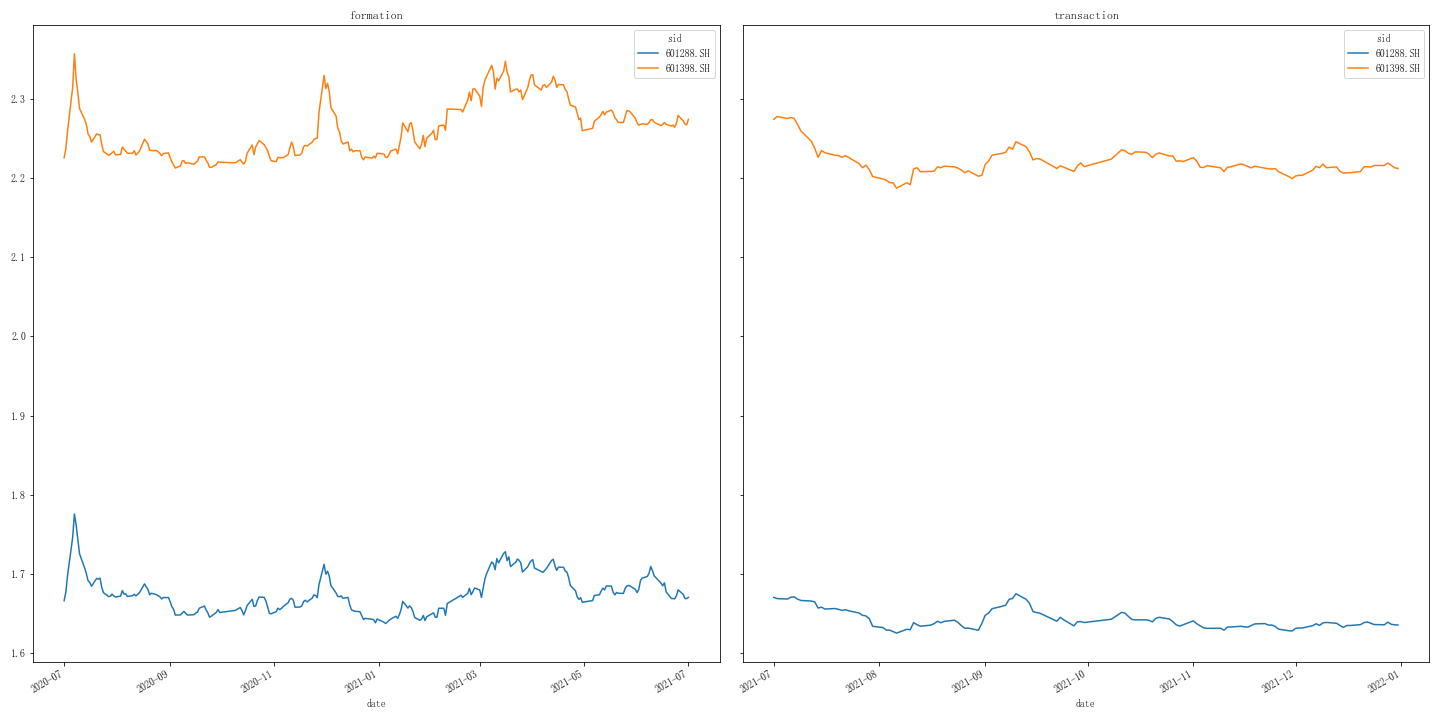 formation
sid
601288.SH
601398.SH
2.3
2.2
2.1
2.0
1.9
1.8
1.7
1.6
2020-07
2020-09
2020-11
2021-01
2021-03
2021-05
2021-07
date
transaction
sid
601288.SH
601398.SH
2021-07
2021-08
2021-09
2021-10
2021-11
2021-12
2022-01
date